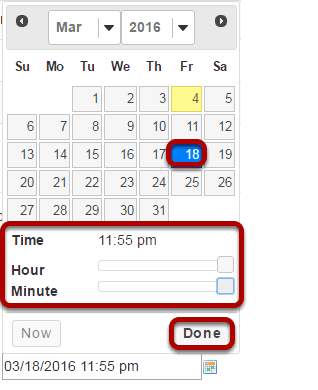 Mar 2016
Su Mo Tu We Th Fr Sa
1 2 3 4 5
6 7 8 9 10 11 12
13 14 15 16 17 18 19
20 21 22 23 24 25 26
27 28 29 30 31
Time 11:55 pm
Hour
Minute
Now Done
03/18/2016 11:55 pm